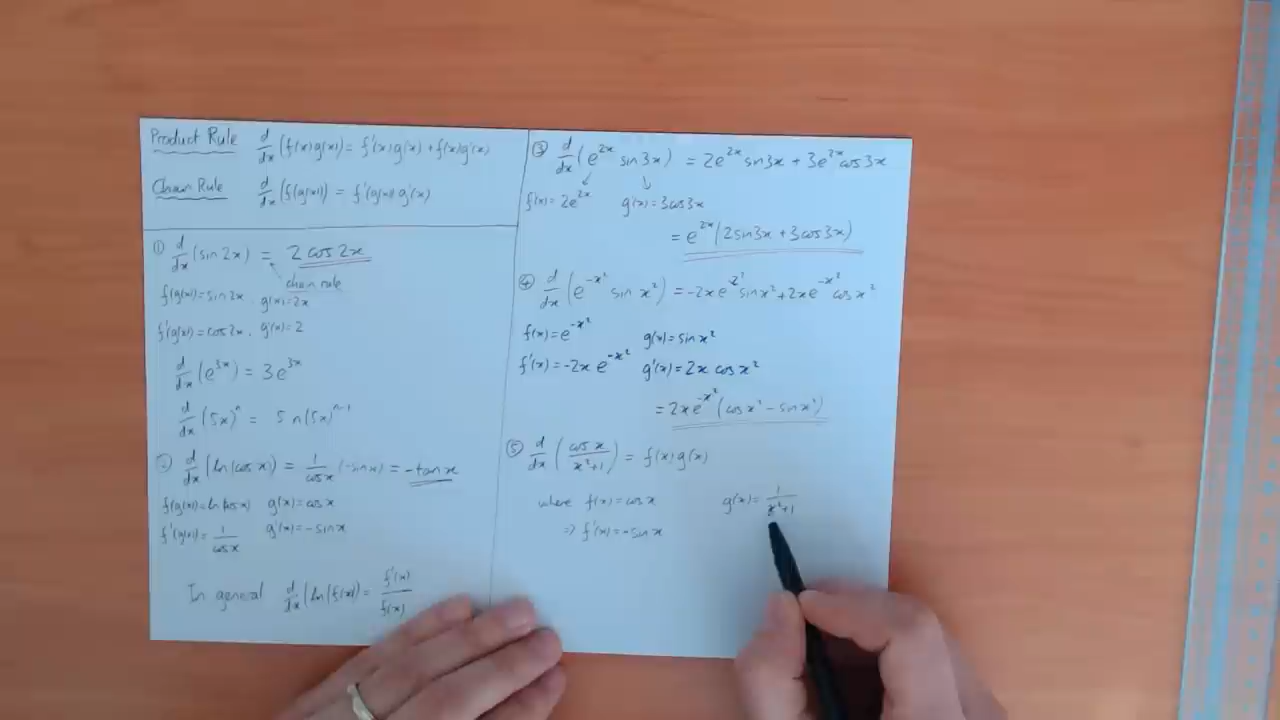 Product Rule d/dx (f(x)g(x)) = f'(x)g(x) + f(x)g'(x)
Chain Rule d/dx (f(g(x))) = f'(g(x)) g'(x)
① d/dx (sin 2x) = 2 cos 2x
chain rule
f(g(x)) = sin 2x . g(x) = 2x
f'(g(x)) = cos 2x . g'(x) = 2
d/dx (e^{3x}) = 3e^{3x}
d/dx (5x)^n = 5n(5x)^{n-1}
② d/dx (ln(cos x)) = 1/cos x (-sin x) = -tan x
f(g(x)) = ln(cos x) g(x) = cos x
f'(g(x)) = 1/cos x g'(x) = -sin x
In general d/dx (ln(f(x)) = f'(x)/f(x)
③ d/dx (e^{2x} sin 3x) = 2e^{2x} sin 3x + 3e^{2x} cos 3x
f'(x) = 2e^{2x} g'(x) = 3cos 3x
= e^{2x} (2 sin 3x + 3 cos 3x)
④ d/dx (e^{-x²} sin x²) = -2x e^{-x²} sin x² + 2x e^{-x²} cos x²
f(x) = e^{-x²} g(x) = sin x²
f'(x) = -2x e^{-x²} g'(x) = 2x cos x²
= 2x e^{-x²} (cos x² - sin x²)
⑤ d/dx (cos x/x²+1) = f(x) g(x)
where f(x) = cos x g(x) = 1/x²+1
⇒ f'(x) = -sin x